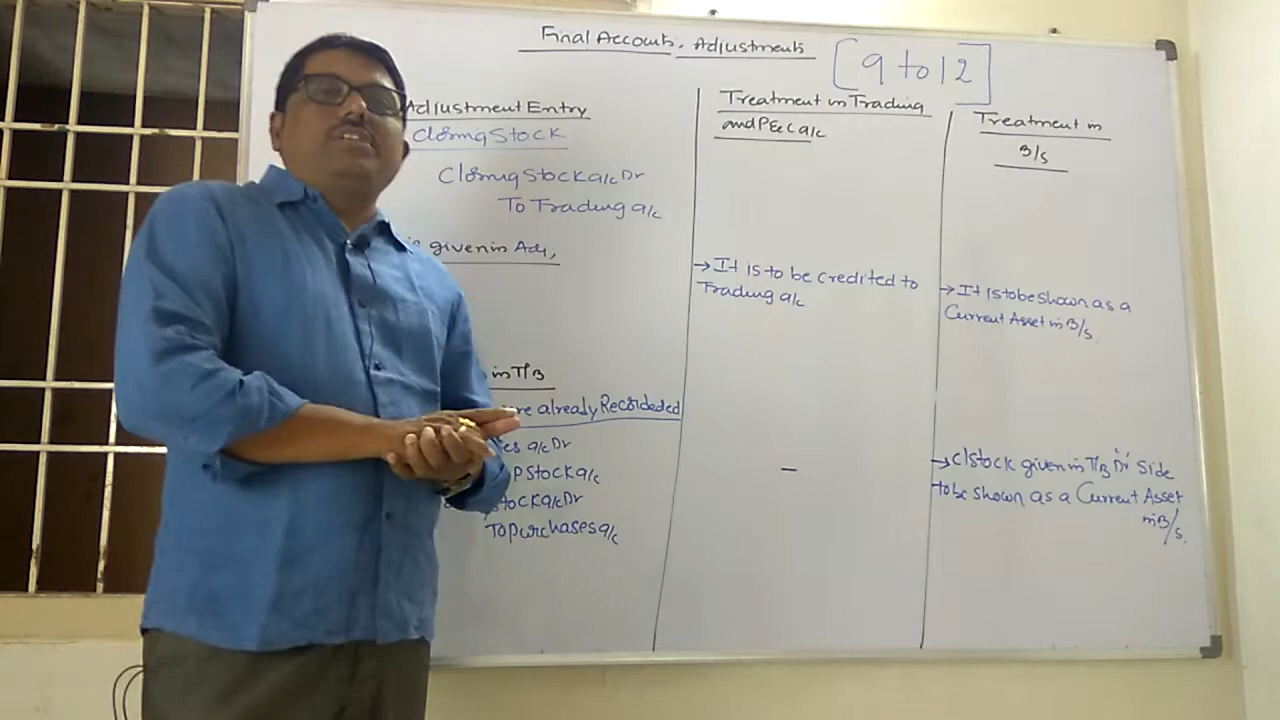 Final Accounts, Adjustments [9 to 12]
Adjustment Entry
Closing Stock
Closing Stock a/c Dr
To Trading a/c
is given in Adj,
in T/B
are already Recordeded
es a/c Dr
P Stock a/c
stock a/c Dr
To purchases a/c
Treatment in Trading
and P&L a/c
→ It is to be credited to
Trading a/c
—
Treatment in
B/S
→ It is to be shown as a
Current Asset in B/S.
→ C/Stock given in T/B 'Dr' Side
to be shown as a Current Asset
in B/S.